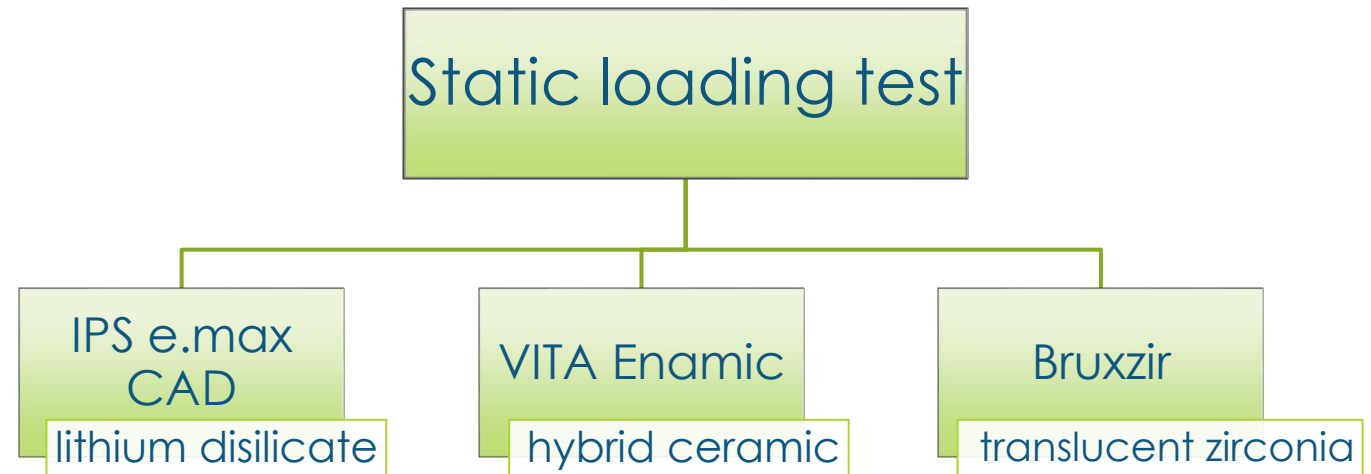 Static loading test
IPS e.max
CAD
lithium disilicate
VITA Enamic
hybrid ceramic
Bruxzir
translucent zirconia